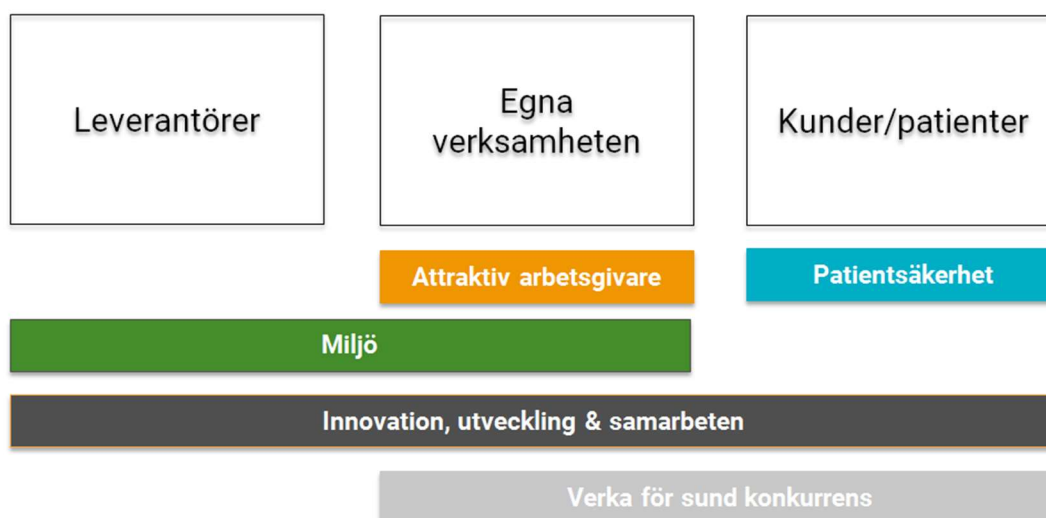 Leverantörer
Egna
verksamheten
Kunder/patienter
Attraktiv arbetsgivare
Patientsäkerhet
Miljö
Innovation, utveckling & samarbeten
Verka för sund konkurrens